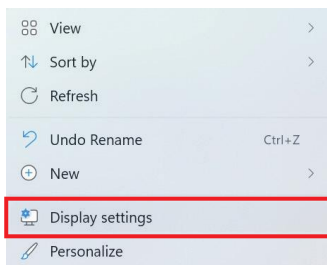 View
Sort by
Refresh
Undo Rename Ctrl+Z
New
Display settings
Personalize